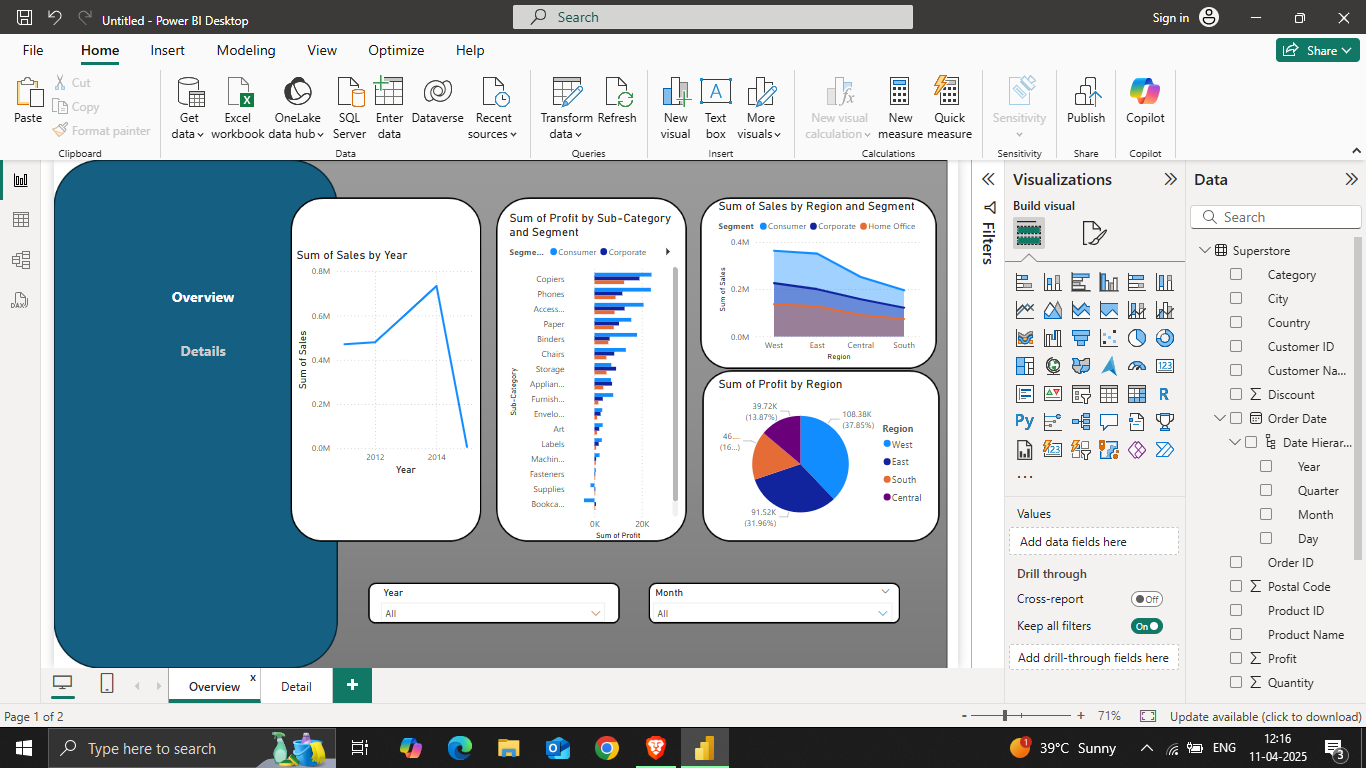 Untitled - Power BI Desktop
Search
Sign in
File
Home
Insert
Modeling
View
Optimize
Help
Share
Paste
Cut
Copy
Format painter
Clipboard
Get data
Excel workbook
OneLake data hub
SQL Server
Enter data
Dataverse
Recent sources
Data
Transform data
Refresh
Queries
New visual
Text box
More visuals
Insert
New visual calculation
New measure
Quick measure
Calculations
Sensitivity
Sensitivity
Publish
Share
Copilot
Copilot
Overview
Details
Sum of Sales by Year
0.8M
0.6M
0.4M
0.2M
0.0M
Sum of Sales
2012
2014
Year
Sum of Profit by Sub-Category
and Segment
Segme... Consumer Corporate
Sub-Category
Copiers
Phones
Access...
Paper
Binders
Chairs
Storage
Applian...
Furnish...
Envelo...
Art
Labels
Machin...
Fasteners
Supplies
Bookca...
0K 20K
Sum of Profit
Sum of Sales by Region and Segment
Segment Consumer Corporate Home Office
0.4M
0.2M
0.0M
Sum of Sales
West East Central South
Region
Sum of Profit by Region
39.72K
(13.87%)
108.38K
(37.85%)
46....
(16...)
91.52K
(31.96%)
Region
West
East
South
Central
Year
All
Month
All
Filters
Visualizations
Build visual
Values
Add data fields here
Drill through
Cross-report Off
Keep all filters On
Add drill-through fields here
Data
Search
Superstore
Category
City
Country
Customer ID
Customer Na...
Discount
Order Date
Date Hierar...
Year
Quarter
Month
Day
Order ID
Postal Code
Product ID
Product Name
Profit
Quantity
Overview x
Detail
+
Page 1 of 2
- + 71%
Update available (click to download)
Type here to search
39°C Sunny
ENG
12:16
11-04-2025
3